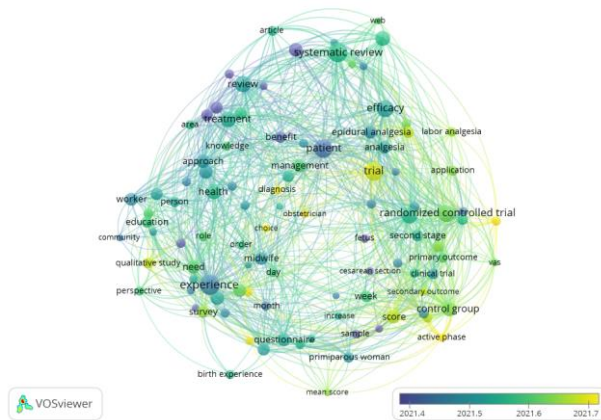 web
article
systematic review
review
efficacy
treatment
area
epidural analgesia
labor analgesia
benefit
knowledge
patient
analgesia
approach
management
trial
application
health
diagnosis
worker
person
obstetrician
randomized controlled trial
education
choice
community
role
order
fetus
second stage
midwife
primary outcome
qualitative study
need
day
cesarean section
clinical trial
vas
experience
perspective
week
secondary outcome
survey
month
increase
score
control group
sample
active phase
questionnaire
primiparous woman
birth experience
mean score
VOSviewer
2021.4 2021.5 2021.6 2021.7